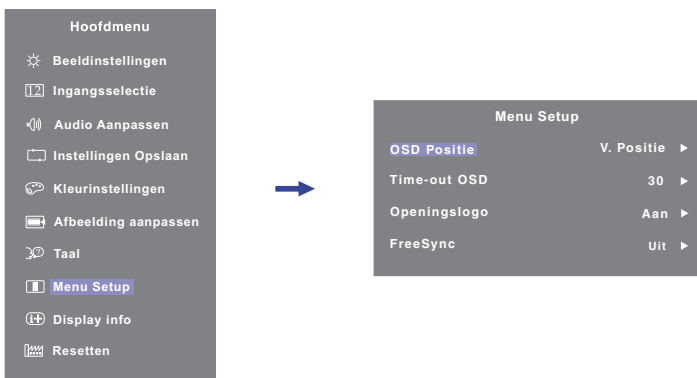 Hoofdmenu
Beeldinstellingen
12 Ingangsselectie
Audio Aanpassen
Instellingen Opslaan
Kleurinstellingen
Afbeelding aanpassen
Taal
Menu Setup
Display info
Resetten
Menu Setup
OSD Positie V. Positie
Time-out OSD 30
Openingslogo Aan
FreeSync Uit